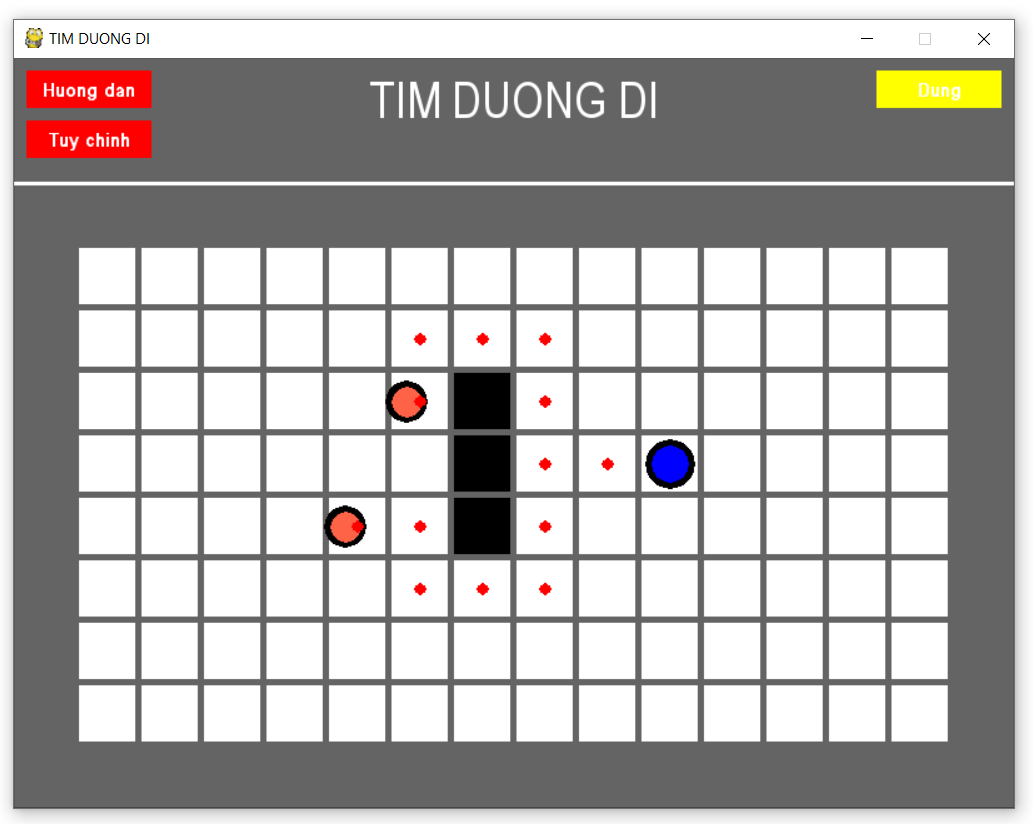 TIM DUONG DI
Huong dan
TIM DUONG DI
Dung
Tuy chinh